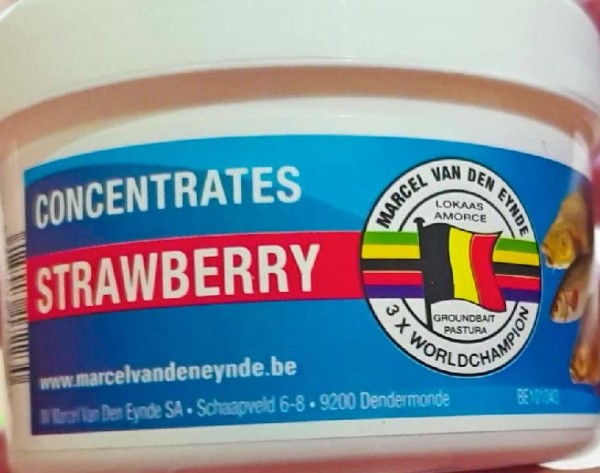 CONCENTRATES
STRAWBERRY
MARCEL VAN DEN EYNDE
LOKAAS
AMORCE
GROUNDBAIT
PASTURA
3 X WORLDCHAMPION
www.marcelvandeneynde.be
Marcel Van Den Eynde SA • Schaapveld 6-8 • 9200 Dendermonde